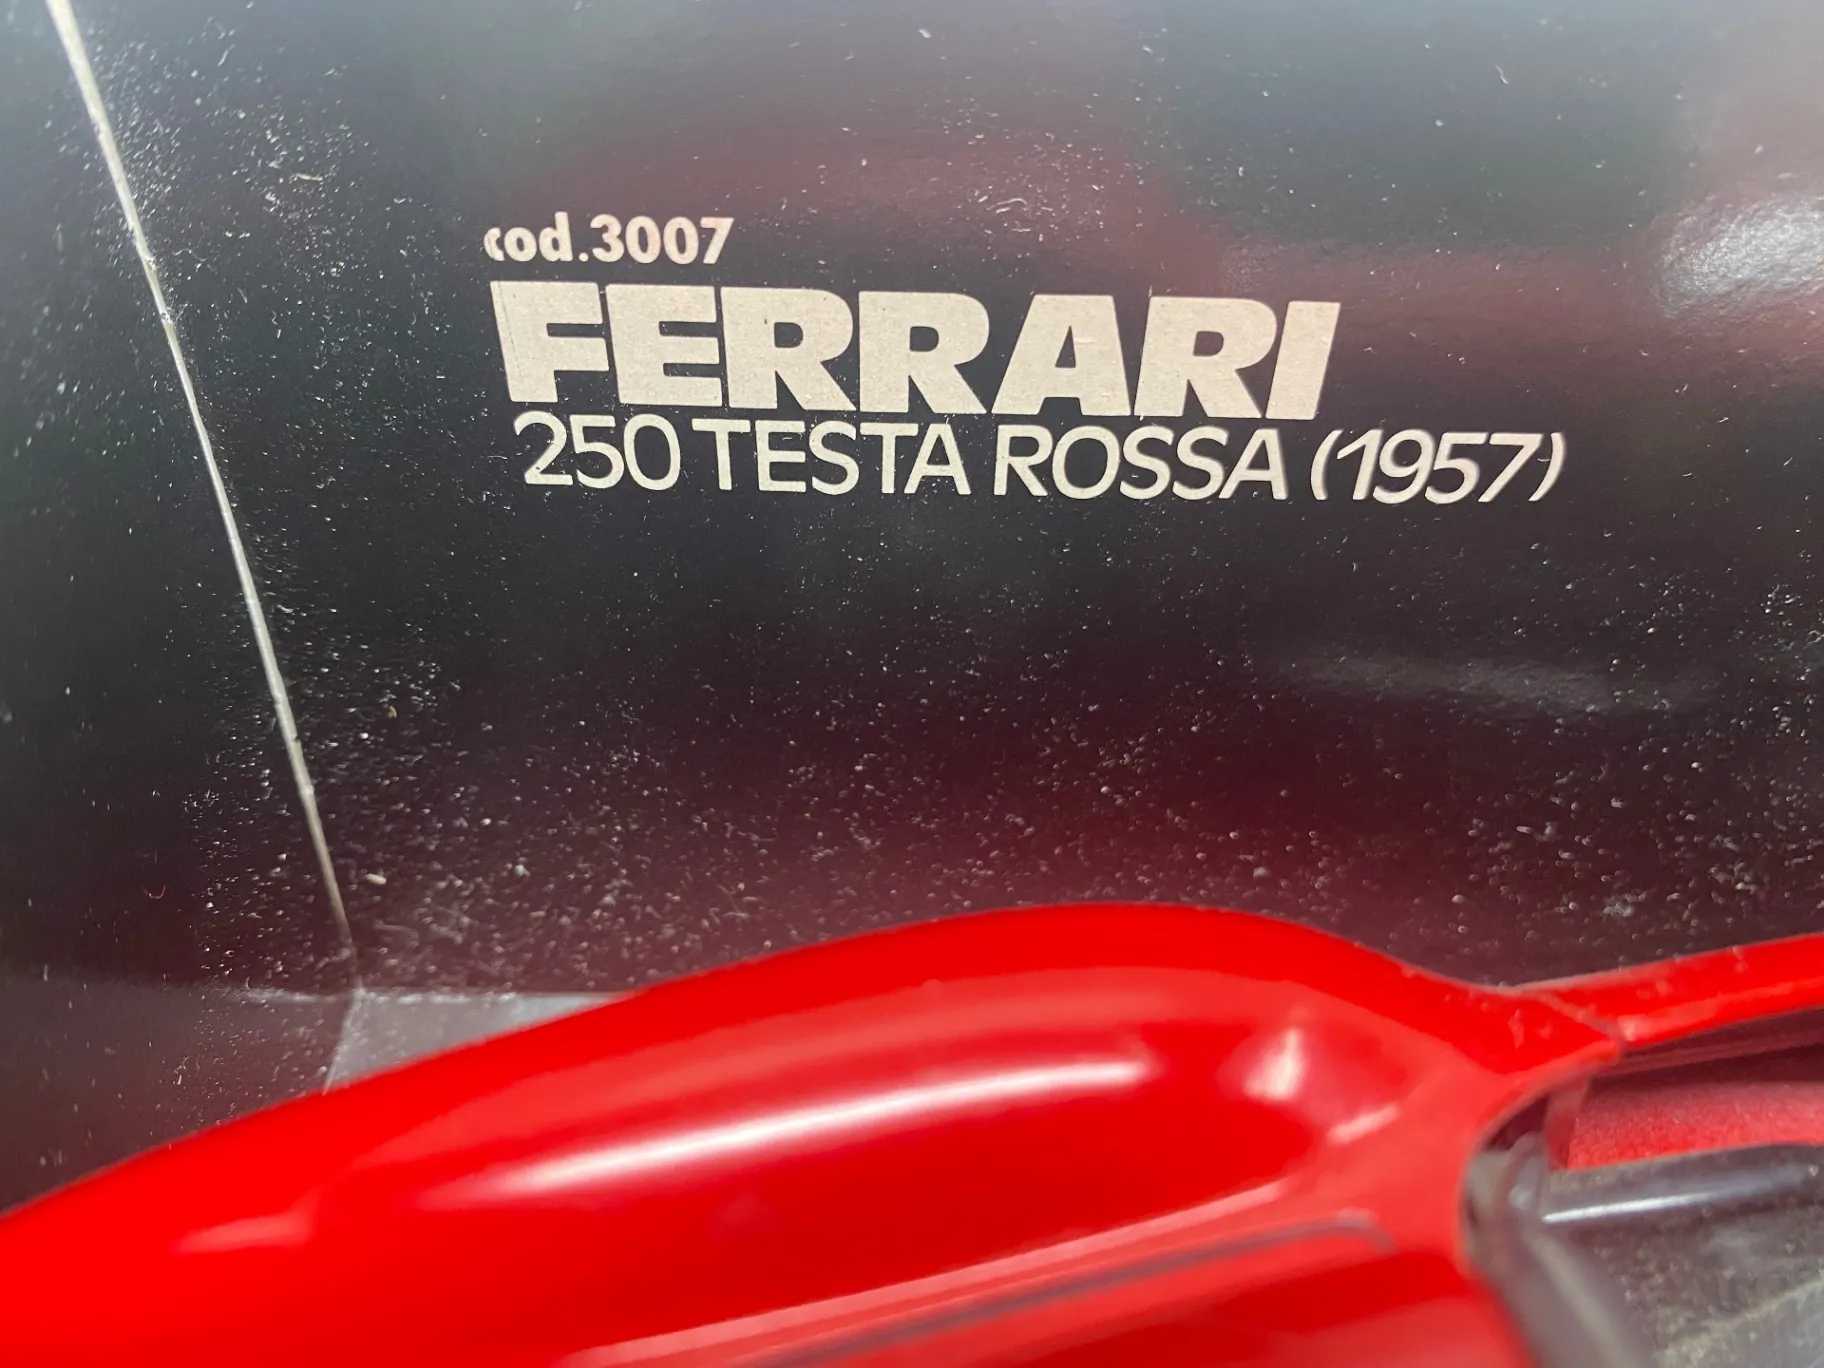 cod.3007
FERRARI
250 TESTA ROSSA (1957)